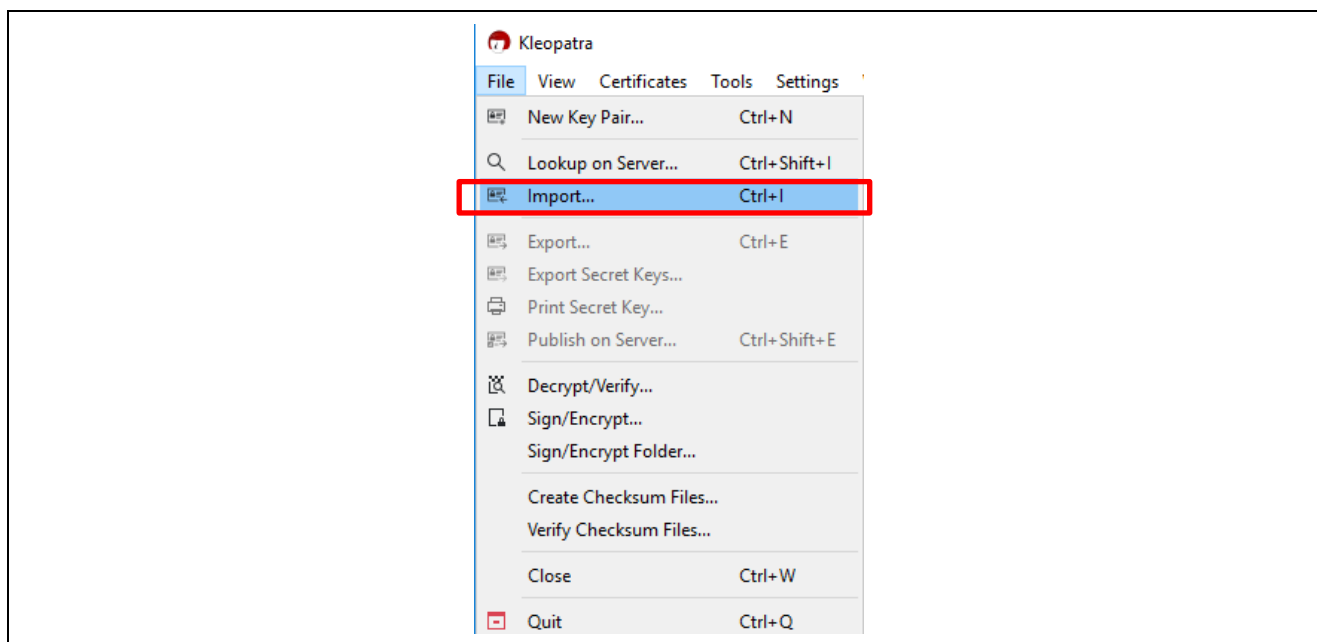 Kleopatra
File View Certificates Tools Settings
New Key Pair... Ctrl+N
Lookup on Server... Ctrl+Shift+I
Import... Ctrl+I
Export... Ctrl+E
Export Secret Keys...
Print Secret Key...
Publish on Server... Ctrl+Shift+E
Decrypt/Verify...
Sign/Encrypt...
Sign/Encrypt Folder...
Create Checksum Files...
Verify Checksum Files...
Close Ctrl+W
Quit Ctrl+Q